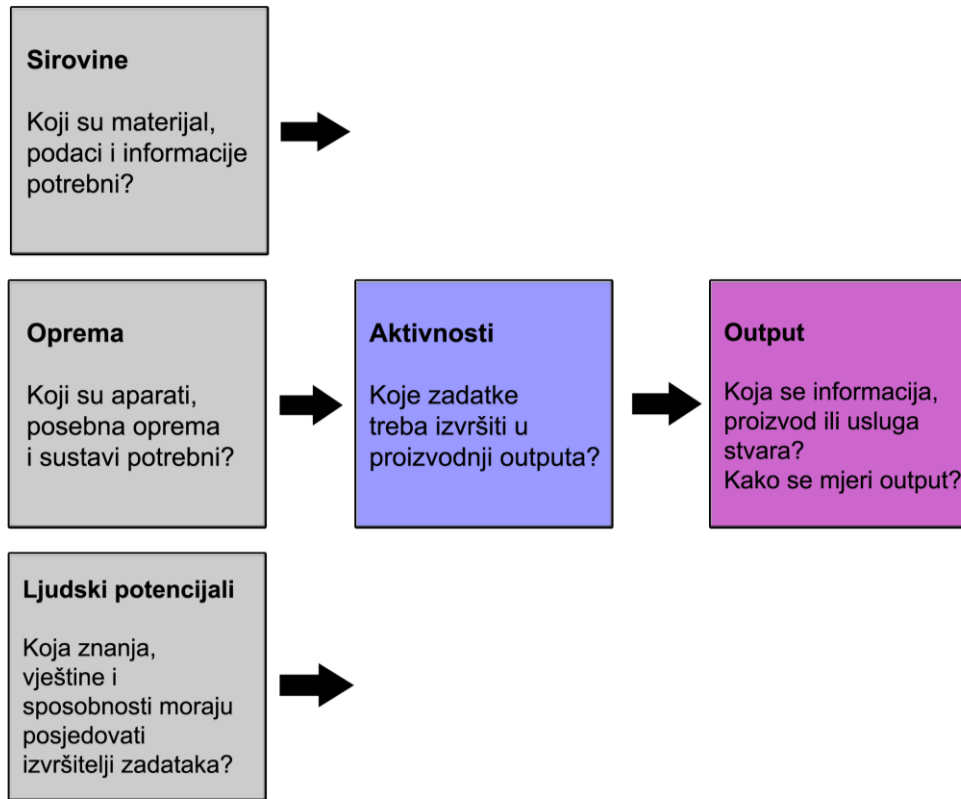 Sirovine
Koji su materijal,
podaci i informacije
potrebni?
Oprema
Koji su aparati,
posebna oprema
i sustavi potrebni?
Aktivnosti
Koje zadatke
treba izvršiti u
proizvodnji outputa?
Output
Koja se informacija,
proizvod ili usluga
stvara?
Kako se mjeri output?
Ljudski potencijali
Koja znanja,
vještine i
sposobnosti moraju
posjedovati
izvršitelji zadataka?